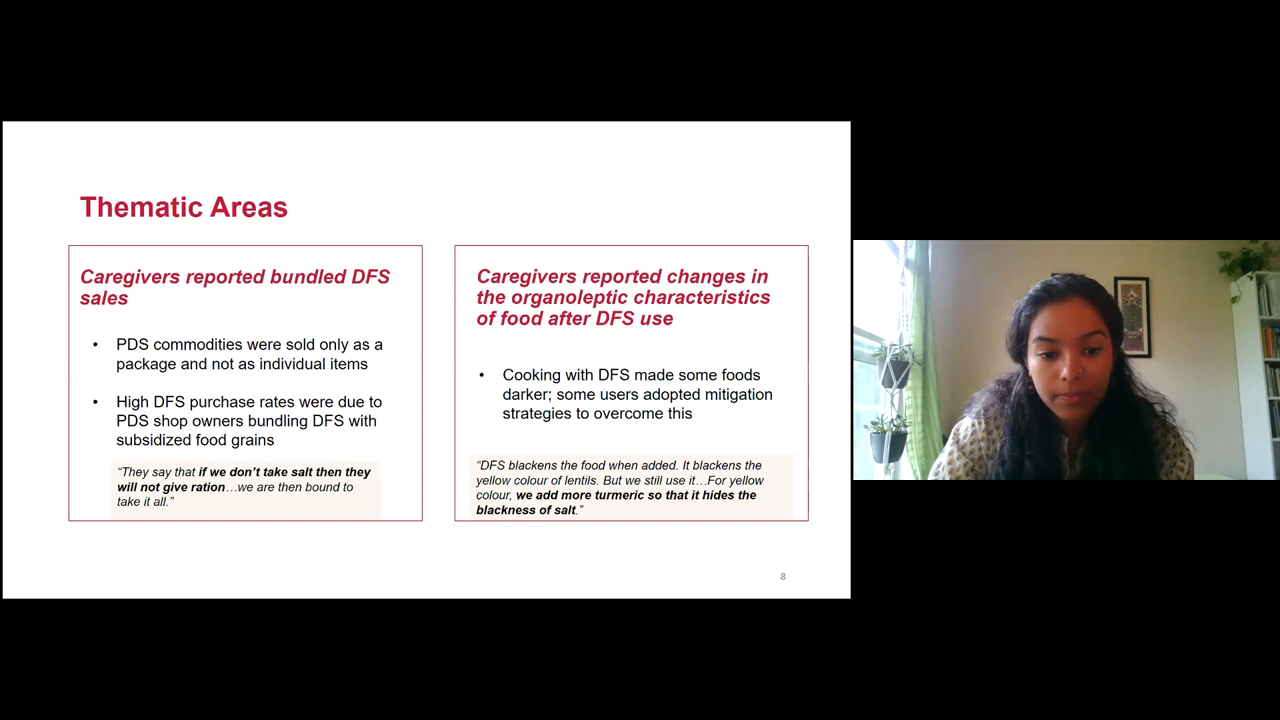 Thematic Areas
Caregivers reported bundled DFS
sales
• PDS commodities were sold only as a
package and not as individual items
• High DFS purchase rates were due to
PDS shop owners bundling DFS with
subsidized food grains
“They say that if we don’t take salt then they
will not give ration…we are then bound to
take it all.”
Caregivers reported changes in
the organoleptic characteristics
of food after DFS use
• Cooking with DFS made some foods
darker; some users adopted mitigation
strategies to overcome this
“DFS blackens the food when added. It blackens the
yellow colour of lentils. But we still use it…For yellow
colour, we add more turmeric so that it hides the
blackness of salt.”
8